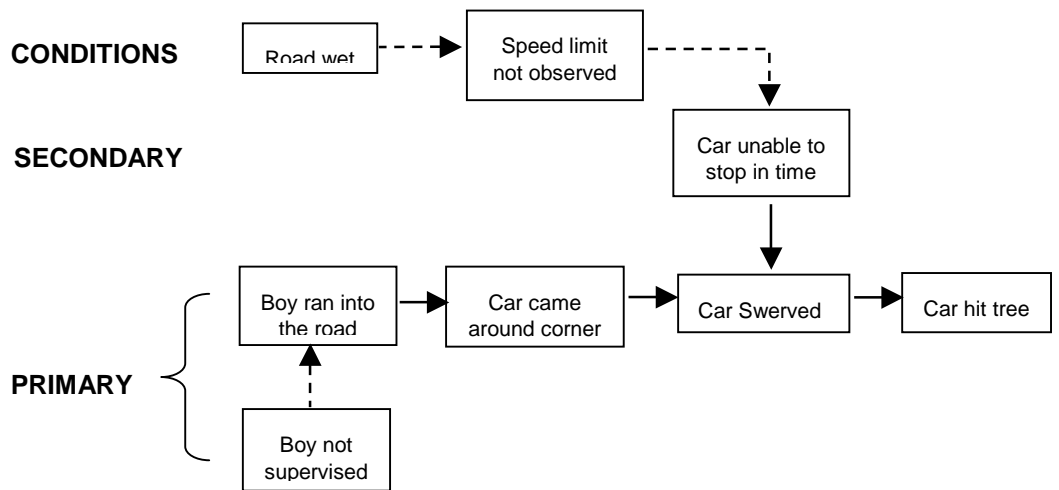 CONDITIONS
Road wet
Speed limit
not observed
SECONDARY
Car unable to
stop in time
PRIMARY
Boy ran into
the road
Car came
around corner
Car Swerved
Car hit tree
Boy not
supervised